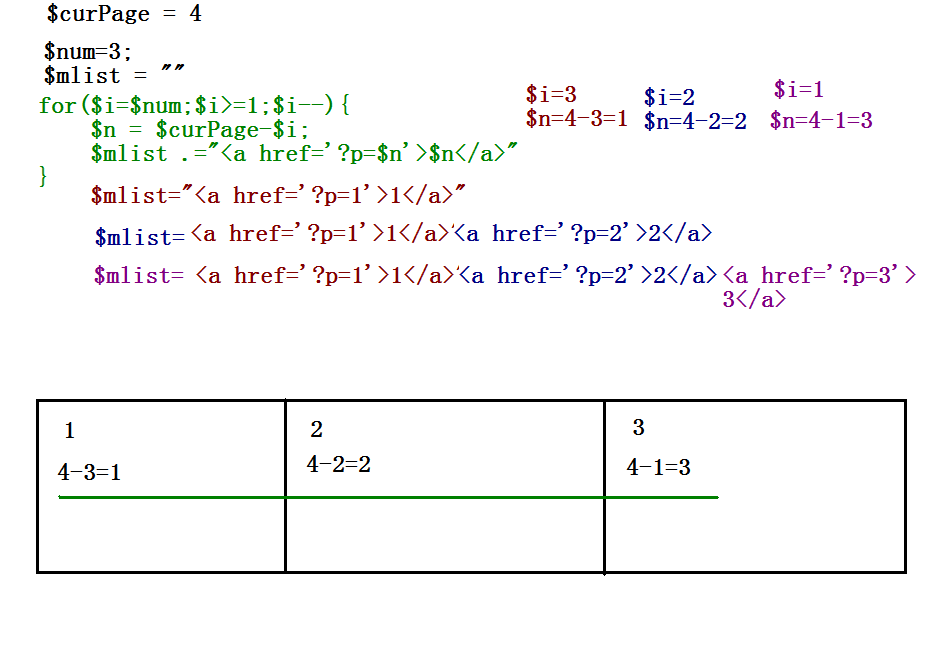 $curPage = 4
$num=3;
$mlist = ""
for($i=$num;$i>=1;$i--){
$n = $curPage-$i;
$mlist .="<a href='?p=$n'>$n</a>"
}
$i=3
$n=4-3=1
$i=2
$n=4-2=2
$i=1
$n=4-1=3
$mlist="<a href='?p=1'>1</a>"
$mlist= <a href='?p=1'>1</a>'<a href='?p=2'>2</a>
$mlist= <a href='?p=1'>1</a>'<a href='?p=2'>2</a><a href='?p=3'>
3</a>
1
4-3=1
2
4-2=2
3
4-1=3